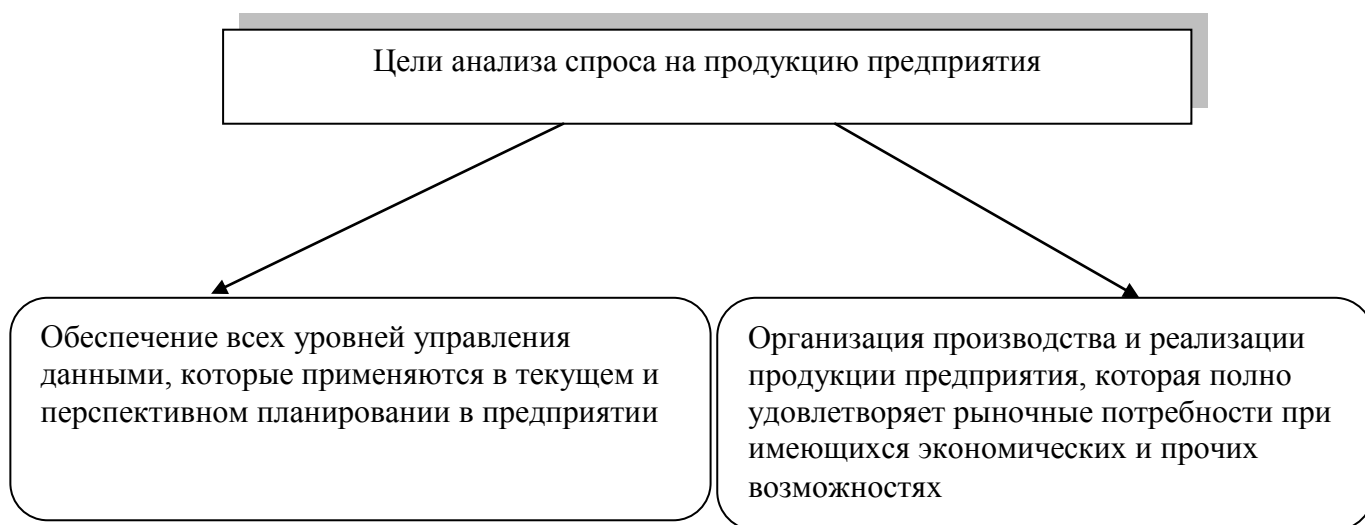 Цели анализа спроса на продукцию предприятия
Обеспечение всех уровней управления
данными, которые применяются в текущем и
перспективном планировании в предприятии
Организация производства и реализации
продукции предприятия, которая полно
удовлетворяет рыночные потребности при
имеющихся экономических и прочих
возможностях